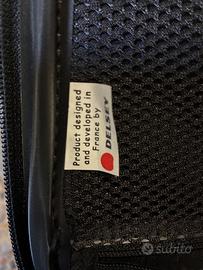 Product designed
and developed in
France by
DELSEY
subito